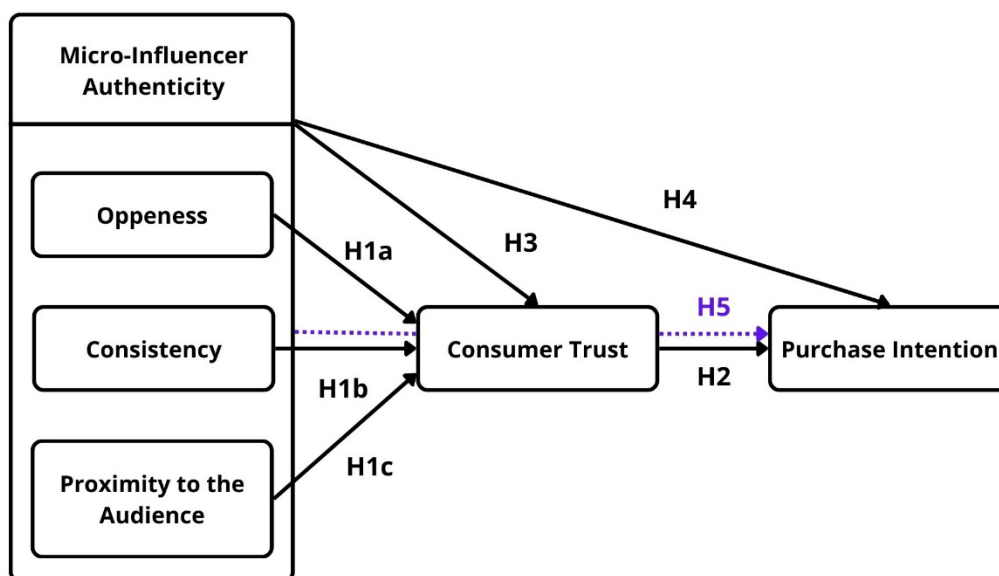 Micro-Influencer
Authenticity
Oppeness
H1a
H3
H4
Consistency
H1b
Consumer Trust
H5
H2
Purchase Intention
Proximity to the
Audience
H1c